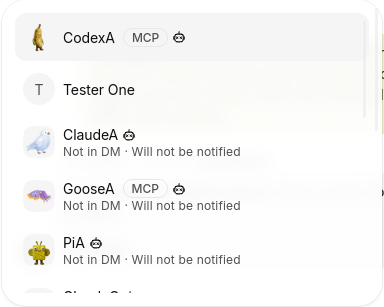 CodexA MCP
T Tester One
ClaudeA
Not in DM · Will not be notified
GooseA MCP
Not in DM · Will not be notified
PiA
Not in DM · Will not be notified